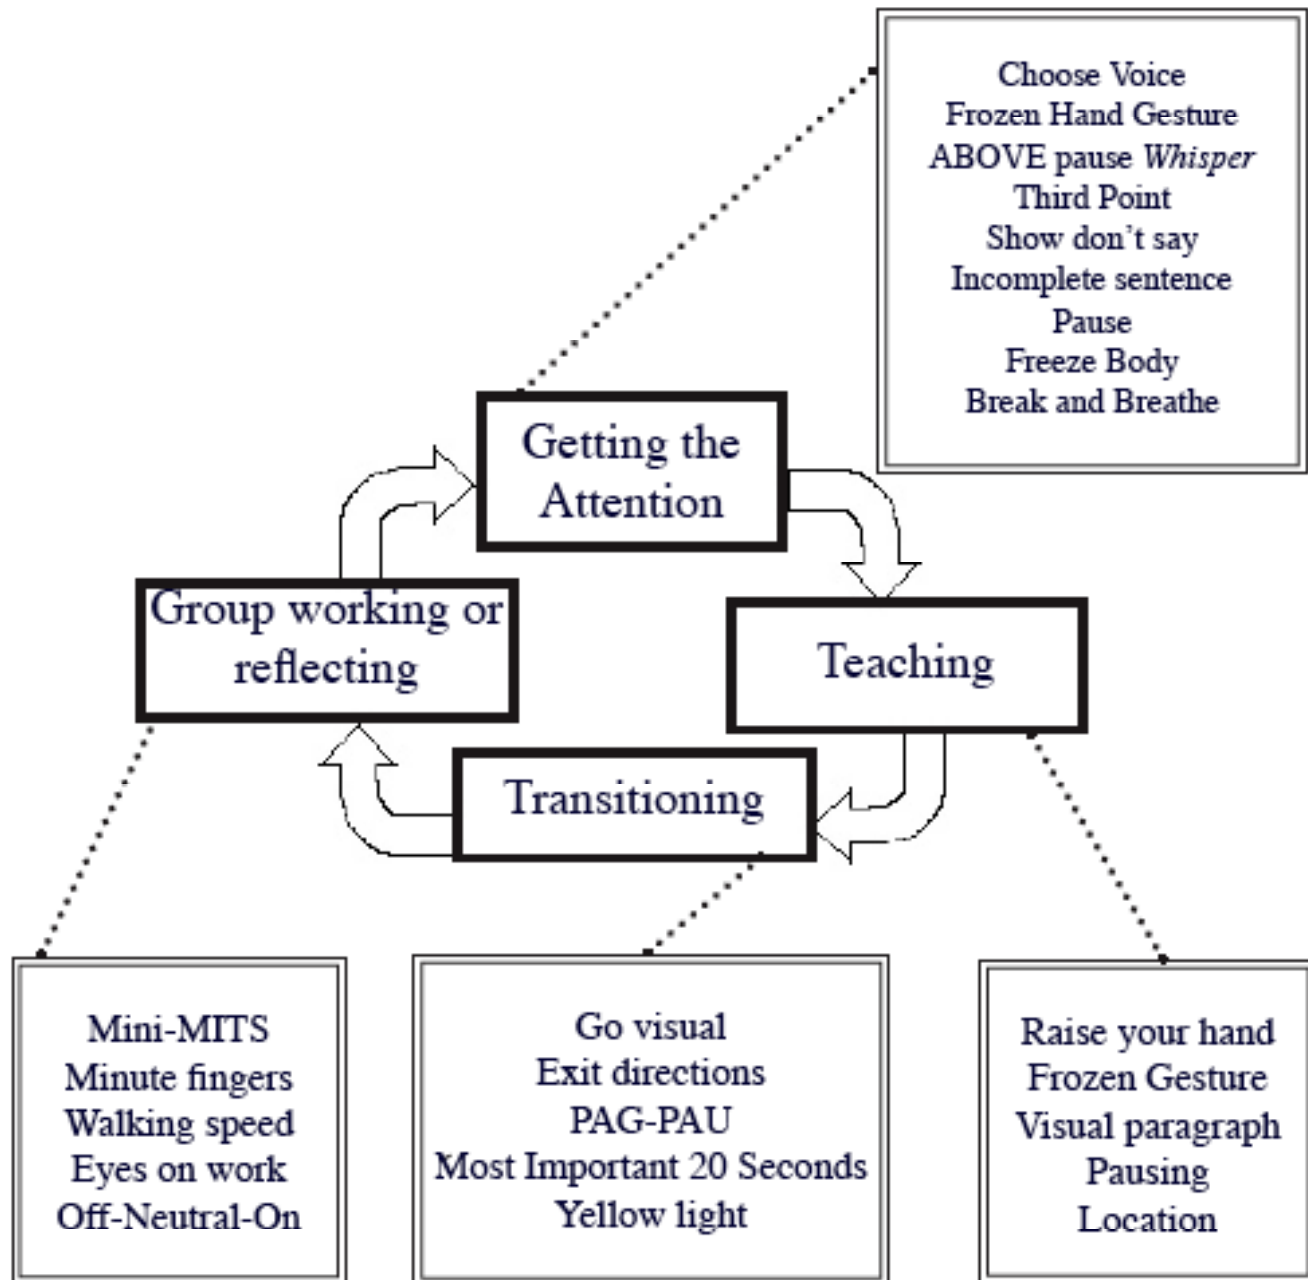 Choose Voice
Frozen Hand Gesture
ABOVE pause Whisper
Third Point
Show don’t say
Incomplete sentence
Pause
Freeze Body
Break and Breathe
Getting the
Attention
Group working or
reflecting
Teaching
Transitioning
Mini-MITS
Minute fingers
Walking speed
Eyes on work
Off-Neutral-On
Go visual
Exit directions
PAG-PAU
Most Important 20 Seconds
Yellow light
Raise your hand
Frozen Gesture
Visual paragraph
Pausing
Location